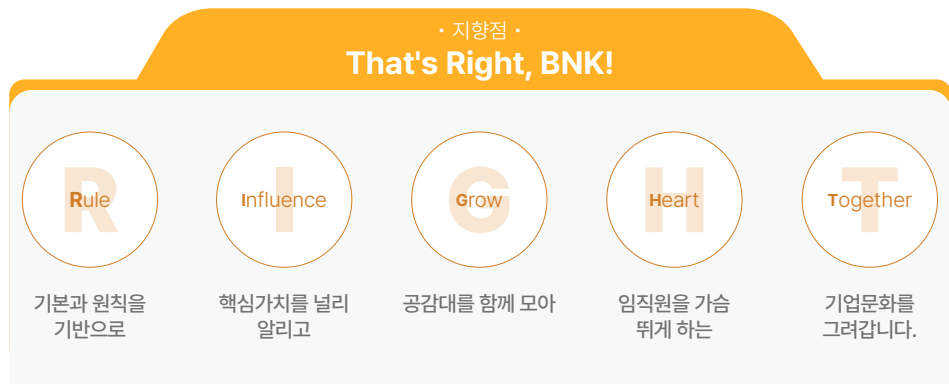 · 지향점 ·
That's Right, BNK!
R
Rule
I
Influence
G
Grow
H
Heart
T
Together
기본과 원칙을
기반으로
핵심가치를 널리
알리고
공감대를 함께 모아
임직원을 가슴
뛰게 하는
기업문화를
그려갑니다.